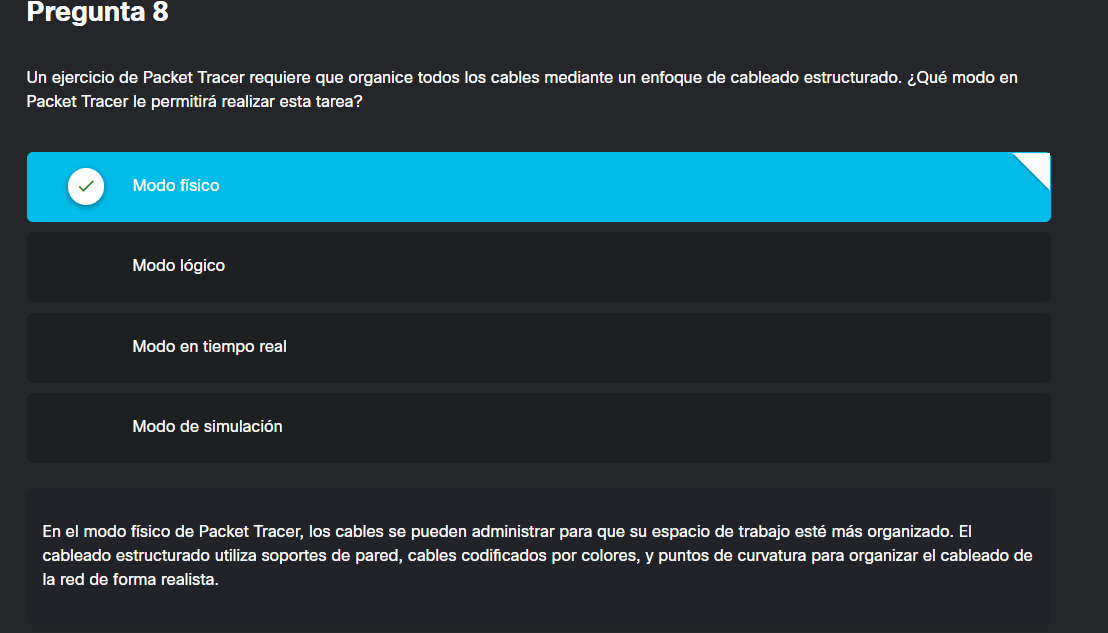 Pregunta 8
Un ejercicio de Packet Tracer requiere que organice todos los cables mediante un enfoque de cableado estructurado. ¿Qué modo en
Packet Tracer le permitirá realizar esta tarea?
Modo físico
Modo lógico
Modo en tiempo real
Modo de simulación
En el modo físico de Packet Tracer, los cables se pueden administrar para que su espacio de trabajo esté más organizado. El
cableado estructurado utiliza soportes de pared, cables codificados por colores, y puntos de curvatura para organizar el cableado de
la red de forma realista.